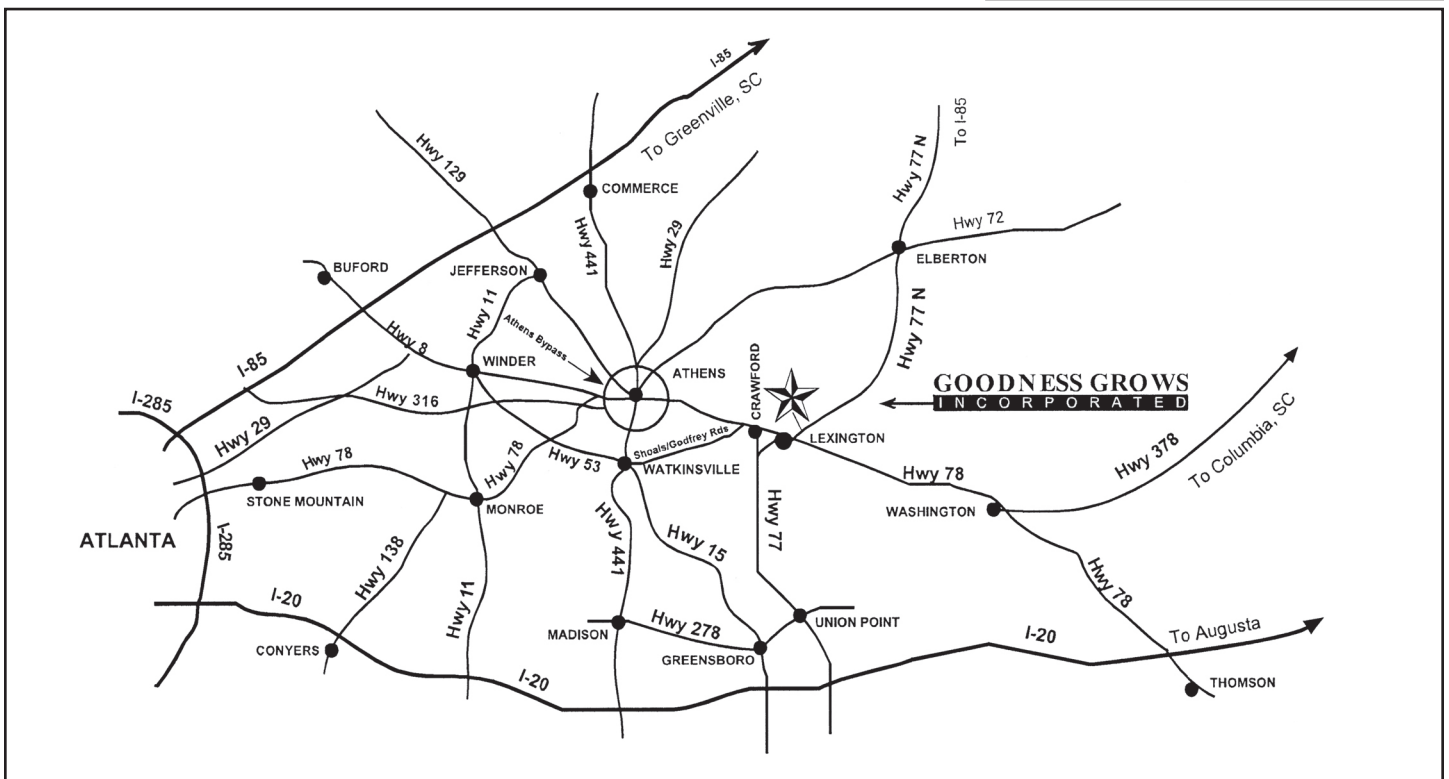 I-85
To Greenville, SC
Hwy 129
COMMERCE
Hwy 77 N
To I-85
Hwy 72
Hwy 441
Hwy 29
ELBERTON
BUFORD
JEFFERSON
Hwy 11
Athens Bypass
Hwy 77 N
Hwy 8
WINDER
ATHENS
CRAWFORD
GOODNESS GROWS
INCORPORATED
I-85
I-285
Hwy 316
Hwy 29
Hwy 78
Hwy 78
Hwy 53
Shoals/Godfrey Rds
LEXINGTON
WATKINSVILLE
Hwy 78
Hwy 378
To Columbia, SC
STONE MOUNTAIN
MONROE
WASHINGTON
ATLANTA
I-285
Hwy 138
Hwy 441
Hwy 15
Hwy 77
Hwy 78
I-20
Hwy 11
MADISON
Hwy 278
UNION POINT
CONYERS
GREENSBORO
I-20
To Augusta
I-20
THOMSON